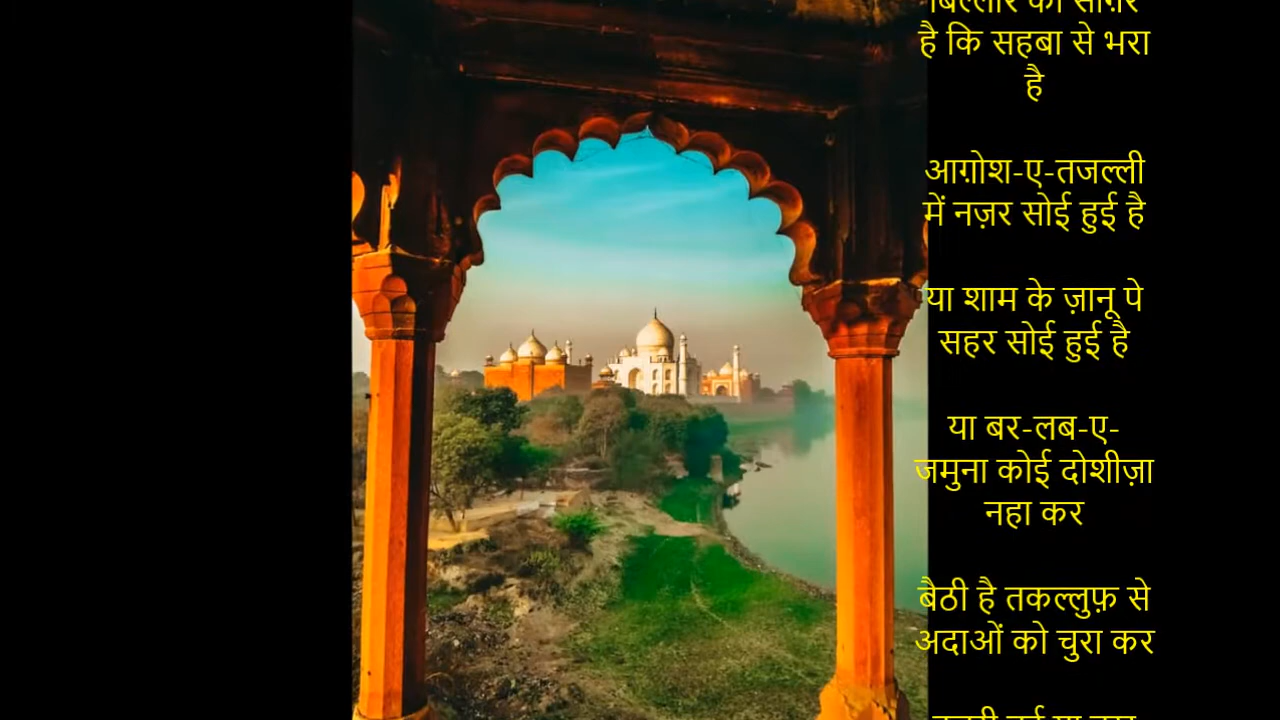 है कि सहबा से भरा
है
आग़ोश-ए-तजल्ली
में नज़र सोई हुई है
या शाम के ज़ानू पे
सहर सोई हुई है
या बर-लब-ए-
जमुना कोई दोशीज़ा
नहा कर
बैठी है तकल्लुफ़ से
अदाओं को चुरा कर